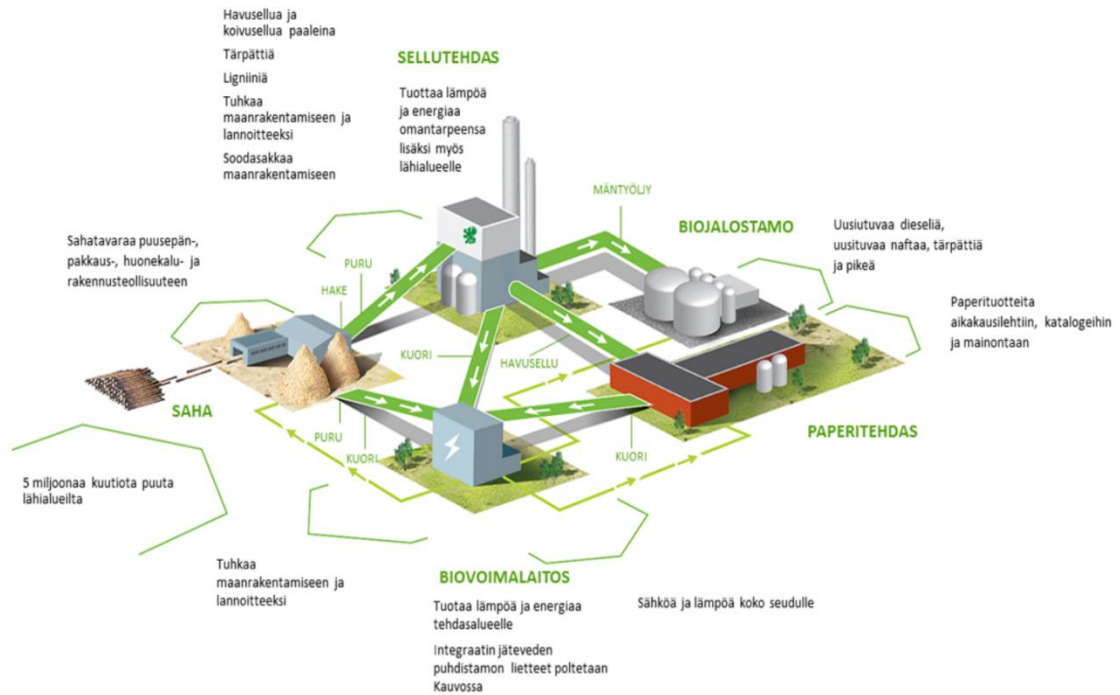 Havusellua ja
koivusellua paaleina
Tärpättiä
Ligniiniä
Tuhkaa
maanrakentamiseen ja
lannoitteeksi
Soodasakkaa
maanrakentamiseen
SELLUTEHDAS
Tuottaa lämpöä
ja energiaa
omantarpeensa
lisäksi myös
lähialueelle
MÄNTYÖLJY
BIOJALOSTAMO
Uusiutuvaa dieseliä,
uusituvaa naftaa, tärpättiä
ja pikeä
Sahatavaraa puusepän-,
pakkaus-, huonekalu- ja
rakennusteollisuuteen
PURU
HAKE
Paperituotteita
aikakausilehtiin, katalogeihin
ja mainontaan
KUORI
HAVUSELLU
SAHA
PURU
KUORI
KUORI
PAPERITEHDAS
5 miljoonaa kuutiota puuta
lähialueilta
Tuhkaa
maanrakentamiseen ja
lannoitteeksi
BIOVOIMALAITOS
Tuotaa lämpöä ja energiaa
tehdasalueelle
Integraatin jäteveden
puhdistamon lietteet poltetaan
Kauvossa
Sähköä ja lämpöä koko seudulle